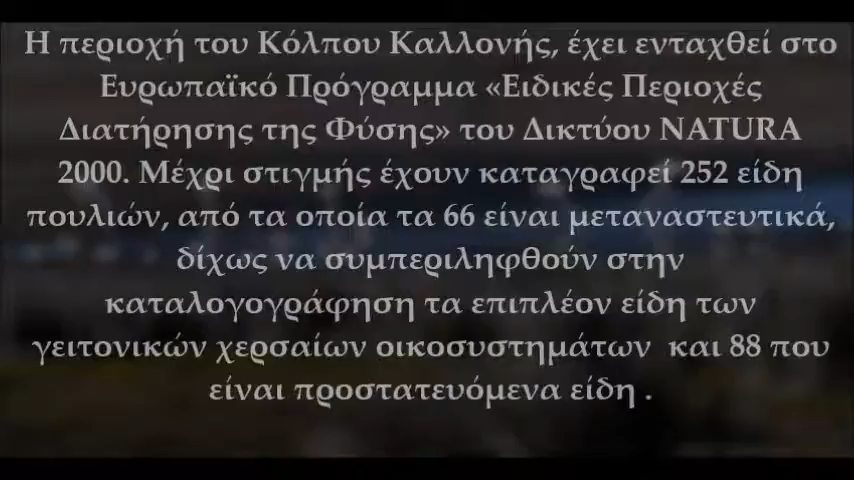 Η περιοχή του Κόλπου Καλλονής, έχει ενταχθεί στο
Ευρωπαϊκό Πρόγραμμα «Ειδικές Περιοχές
Διατήρησης της Φύσης» του Δικτύου NATURA
2000. Μέχρι στιγμής έχουν καταγραφεί 252 είδη
πουλιών, από τα οποία τα 66 είναι μεταναστευτικά,
δίχως να συμπεριληφθούν στην
καταλογογράφηση τα επιπλέον είδη των
γειτονικών χερσαίων οικοσυστημάτων και 88 που
είναι προστατευόμενα είδη .